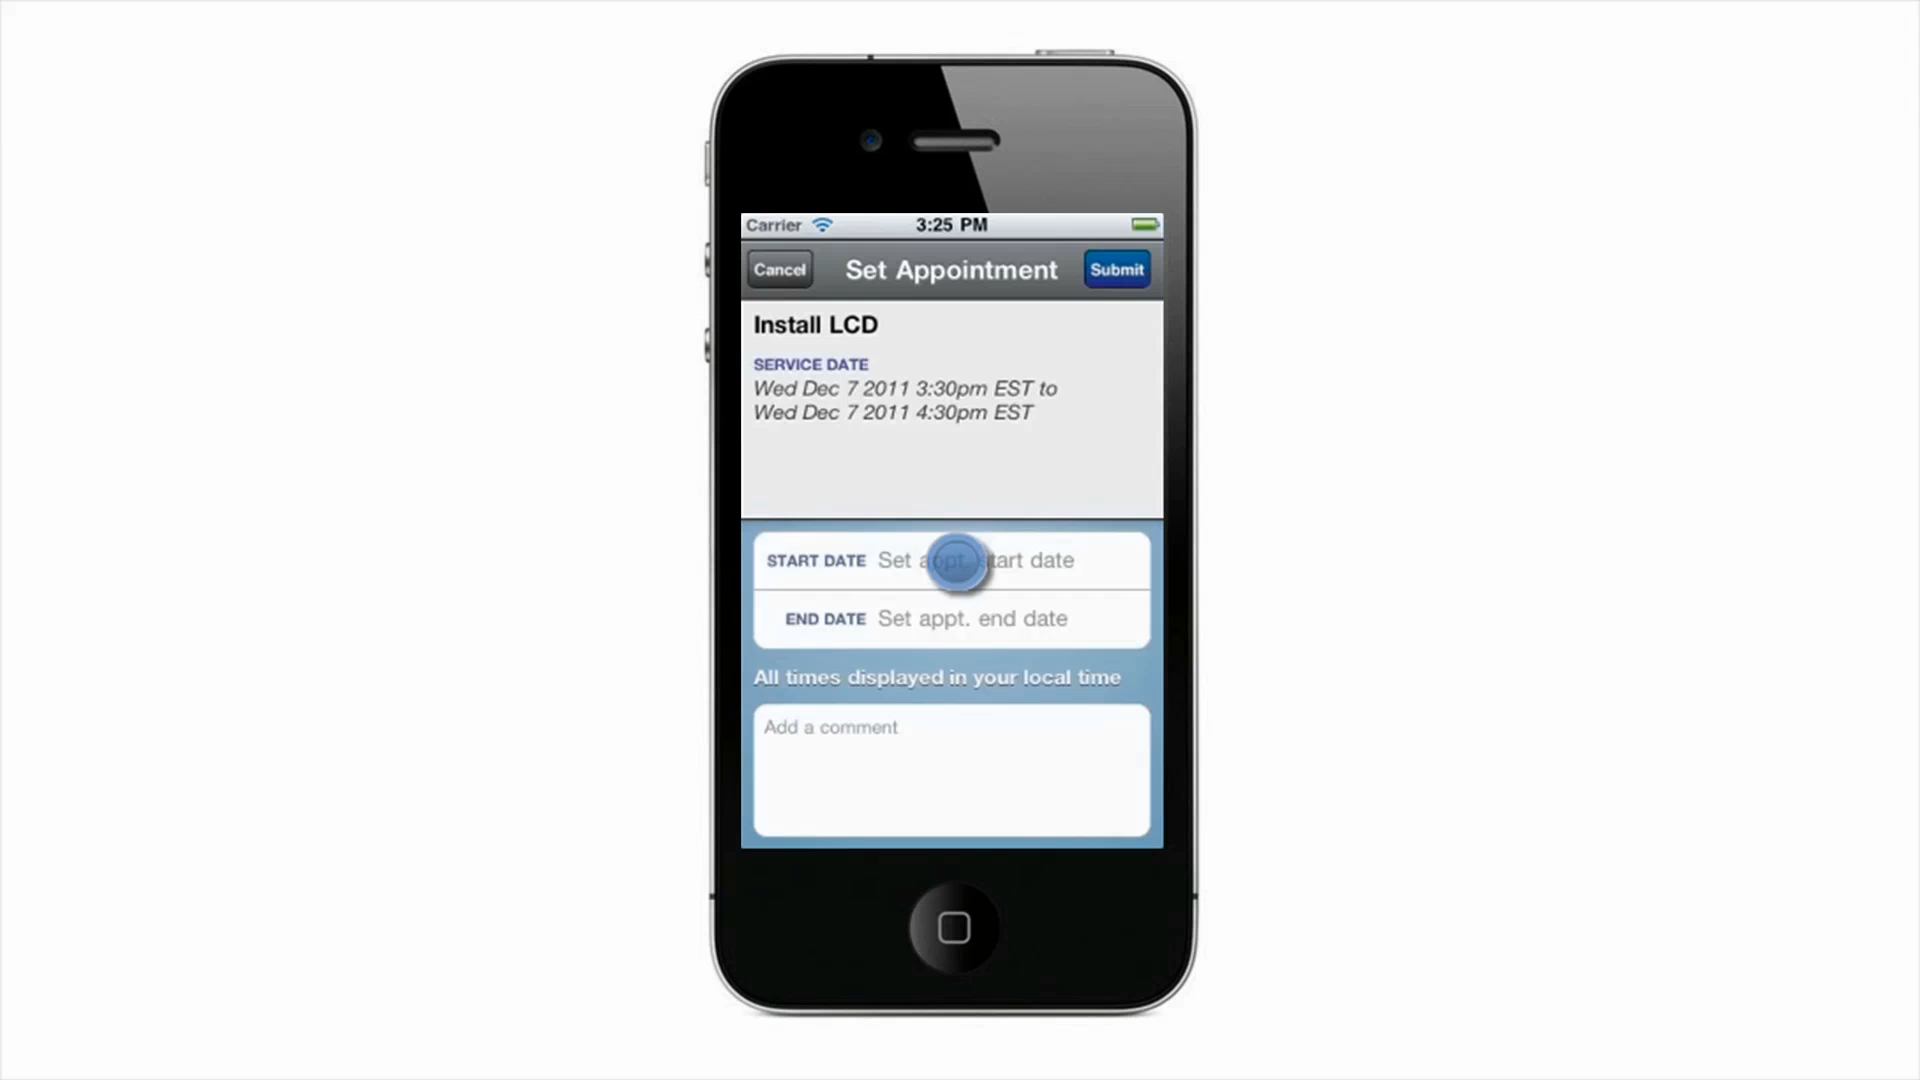 Carrier 3:25 PM
Cancel Set Appointment Submit
Install LCD
SERVICE DATE
Wed Dec 7 2011 3:30pm EST to
Wed Dec 7 2011 4:30pm EST
START DATE Set appt. start date
END DATE Set appt. end date
All times displayed in your local time
Add a comment